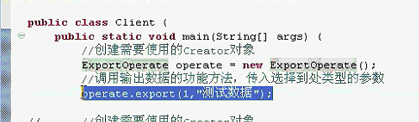 public class Client {
public static void main(String[] args) {
//创建需要使用的Creator对象
ExportOperate operate = new ExportOperate();
//调用输出数据的功能方法，传入选择到处类型的参数
operate.export(1,"测试数据");
// //创建需要使用的Creator对象